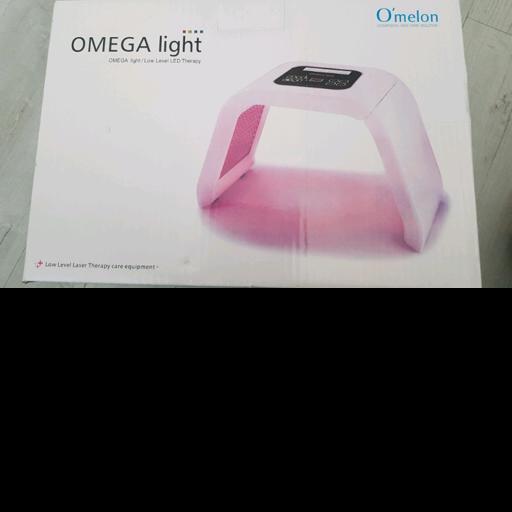 O'melon
OMEGA light
OMEGA light/Low Level LED Therapy
Low Level Laser Therapy care equipment